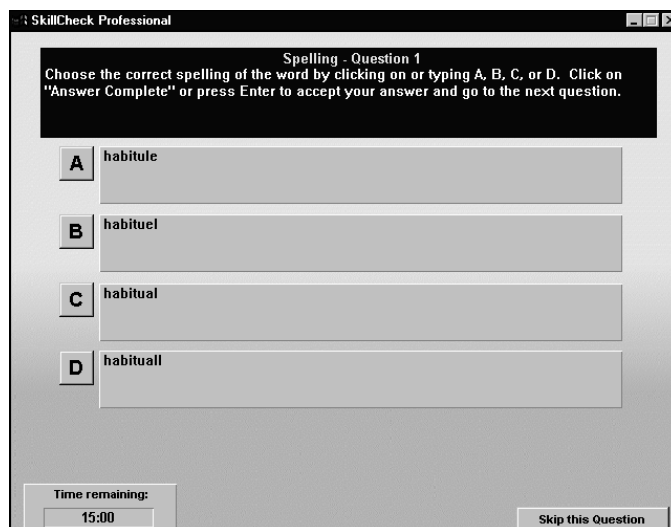 SkillCheck Professional
Spelling - Question 1
Choose the correct spelling of the word by clicking on or typing A, B, C, or D. Click on
"Answer Complete" or press Enter to accept your answer and go to the next question.
A habitule
B habituel
C habitual
D habituall
Time remaining:
15:00
Skip this Question